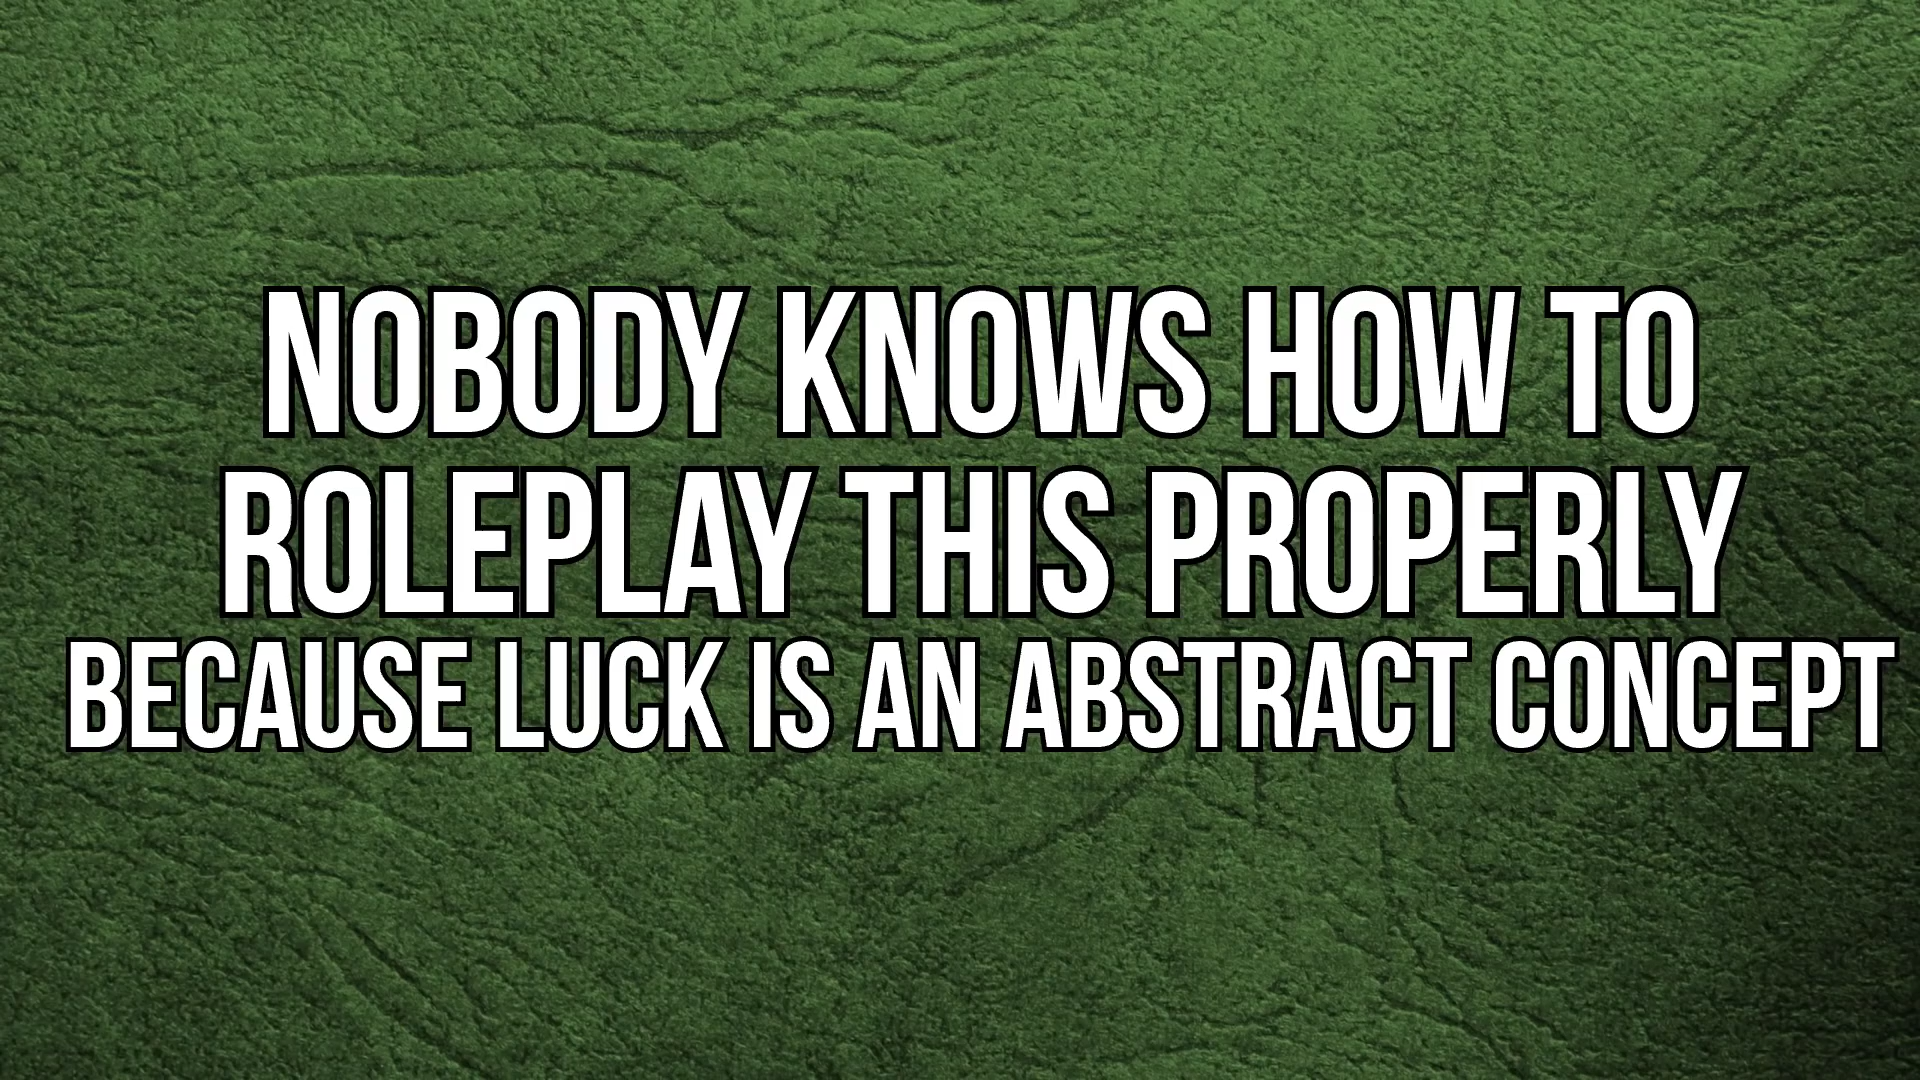 NOBODY KNOWS HOW TO
ROLEPLAY THIS PROPERLY
BECAUSE LUCK IS AN ABSTRACT CONCEPT